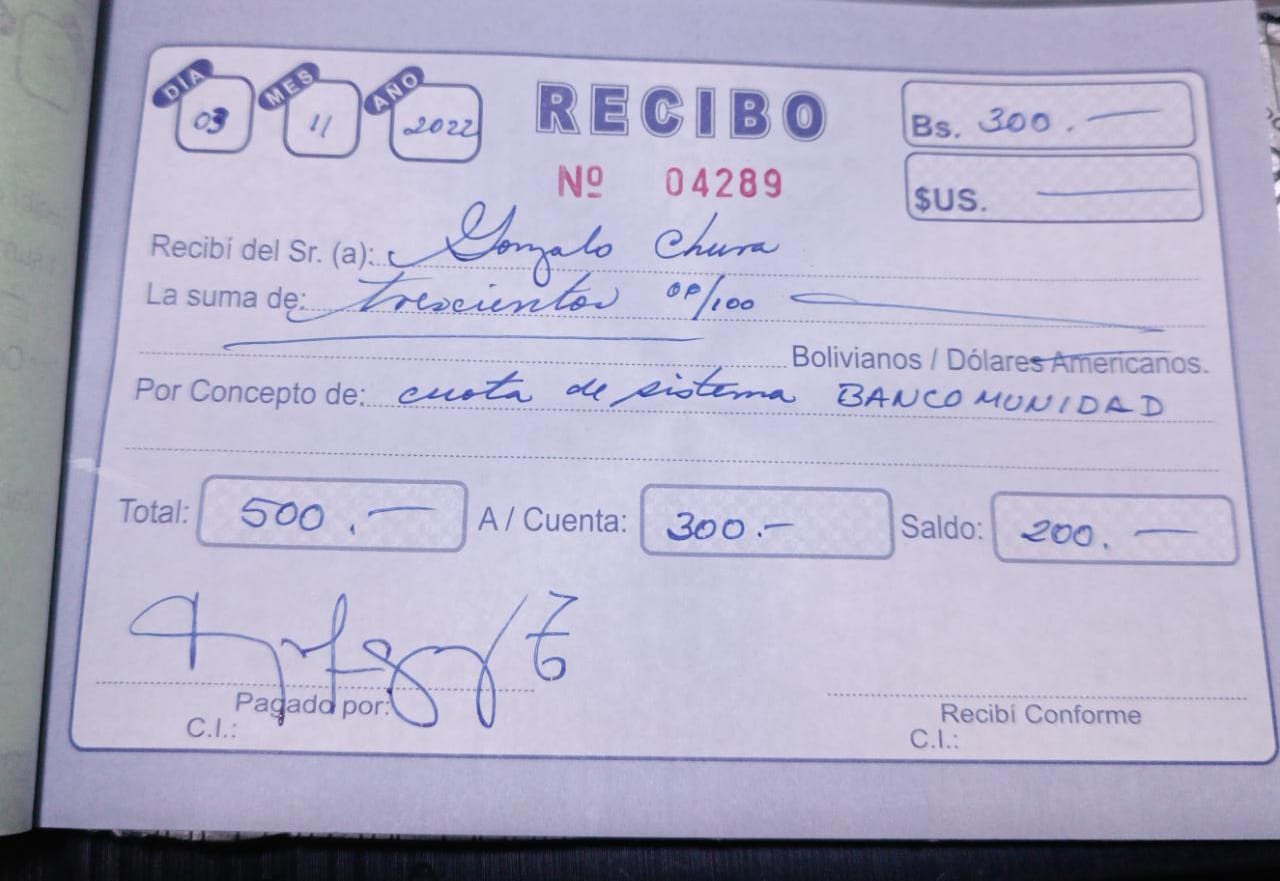 DÍA MES AÑO
03 11 2022
RECIBO
Nº 04289
Bs. 300.—
$US. —
Recibí del Sr. (a): Gonzalo Chura
La suma de: Trescientos 00/100
Bolivianos / Dólares Americanos.
Por Concepto de: cuota de sistema BANCOMUNIDAD
Total: 500.— A / Cuenta: 300.— Saldo: 200.—
Pagado por:
C.I.:
Recibí Conforme
C.I.: